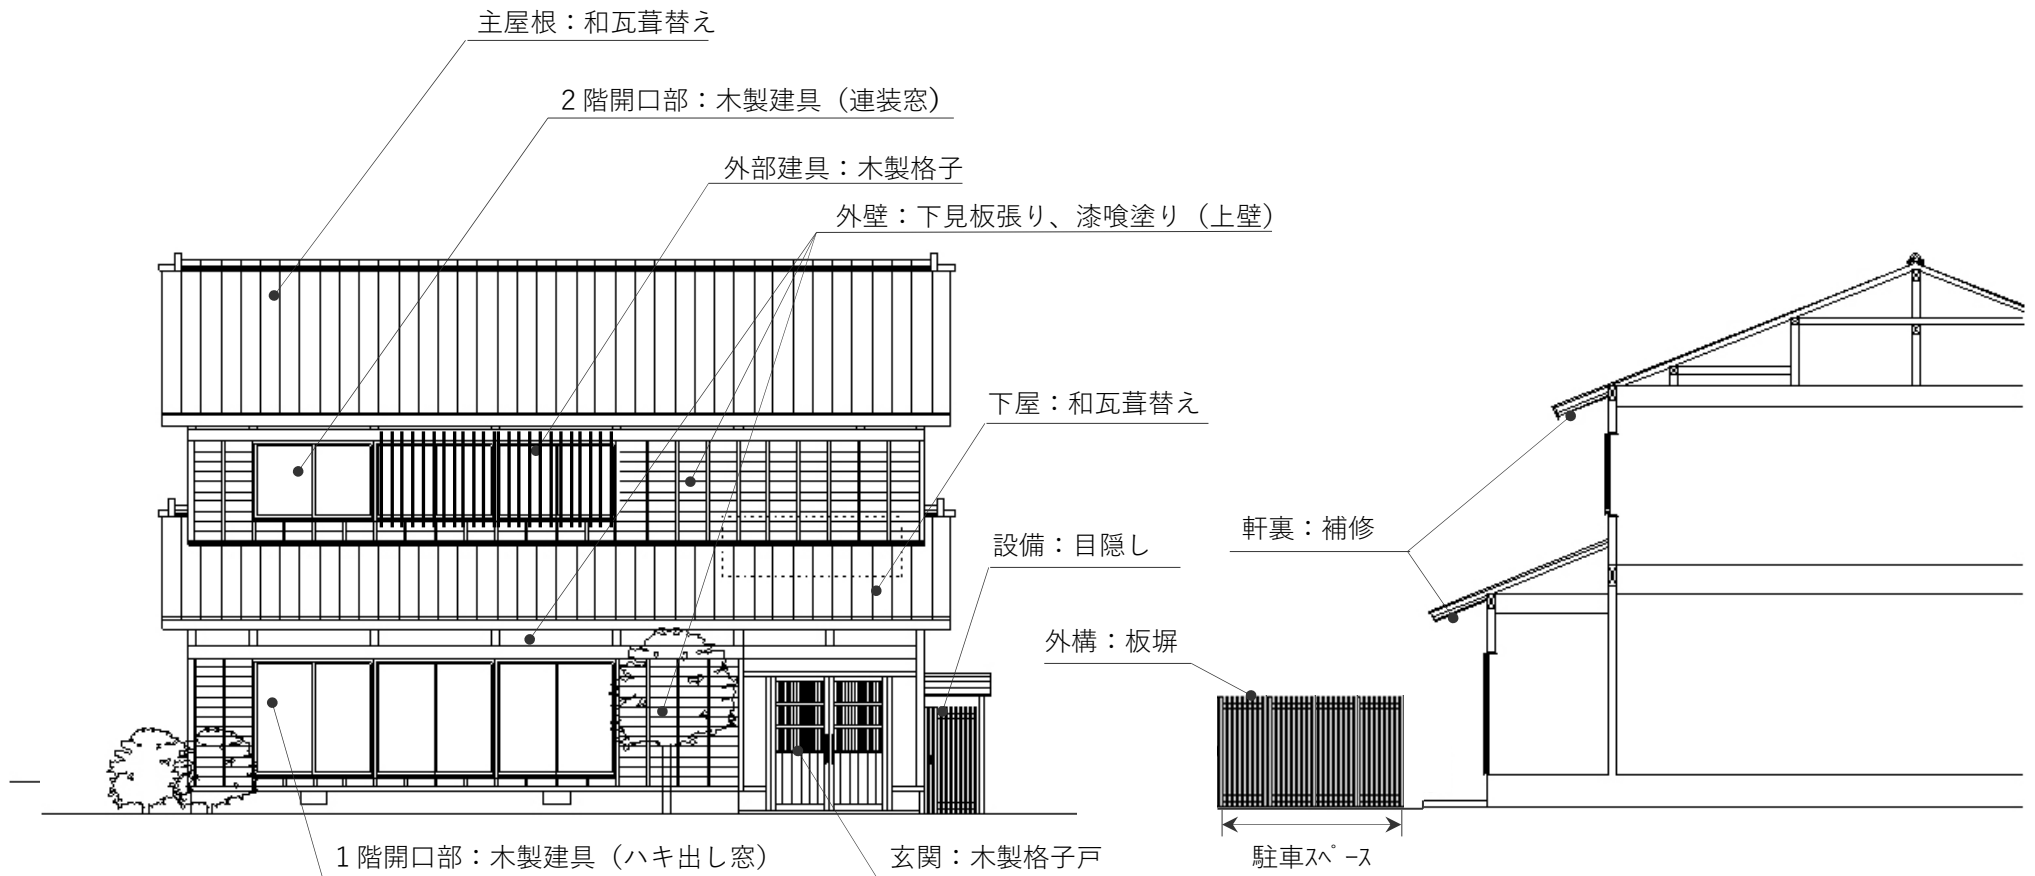 主屋根：和瓦葺替え
２階開口部：木製建具（連装窓）
外部建具：木製格子
外壁：下見板張り、漆喰塗り（上壁）
下屋：和瓦葺替え
設備：目隠し
軒裏：補修
外構：板塀
１階開口部：木製建具（ハキ出し窓）
玄関：木製格子戸
駐車ｽﾍﾟｰｽ